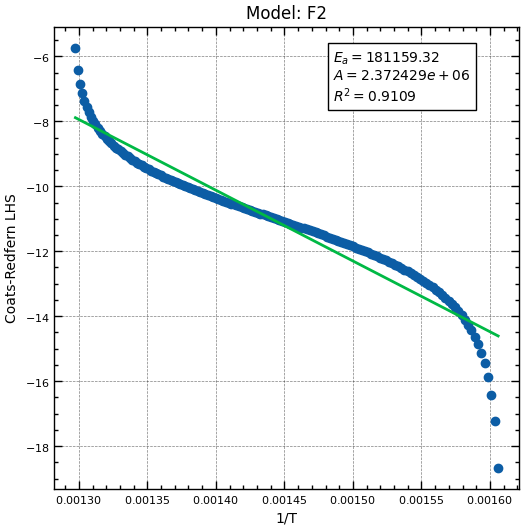 Model: F2
E_a = 181159.32
A = 2.372429e + 06
R² = 0.9109
Coats-Redfern LHS
−6
−8
−10
−12
−14
−16
−18
0.00130 0.00135 0.00140 0.00145 0.00150 0.00155 0.00160
1/T